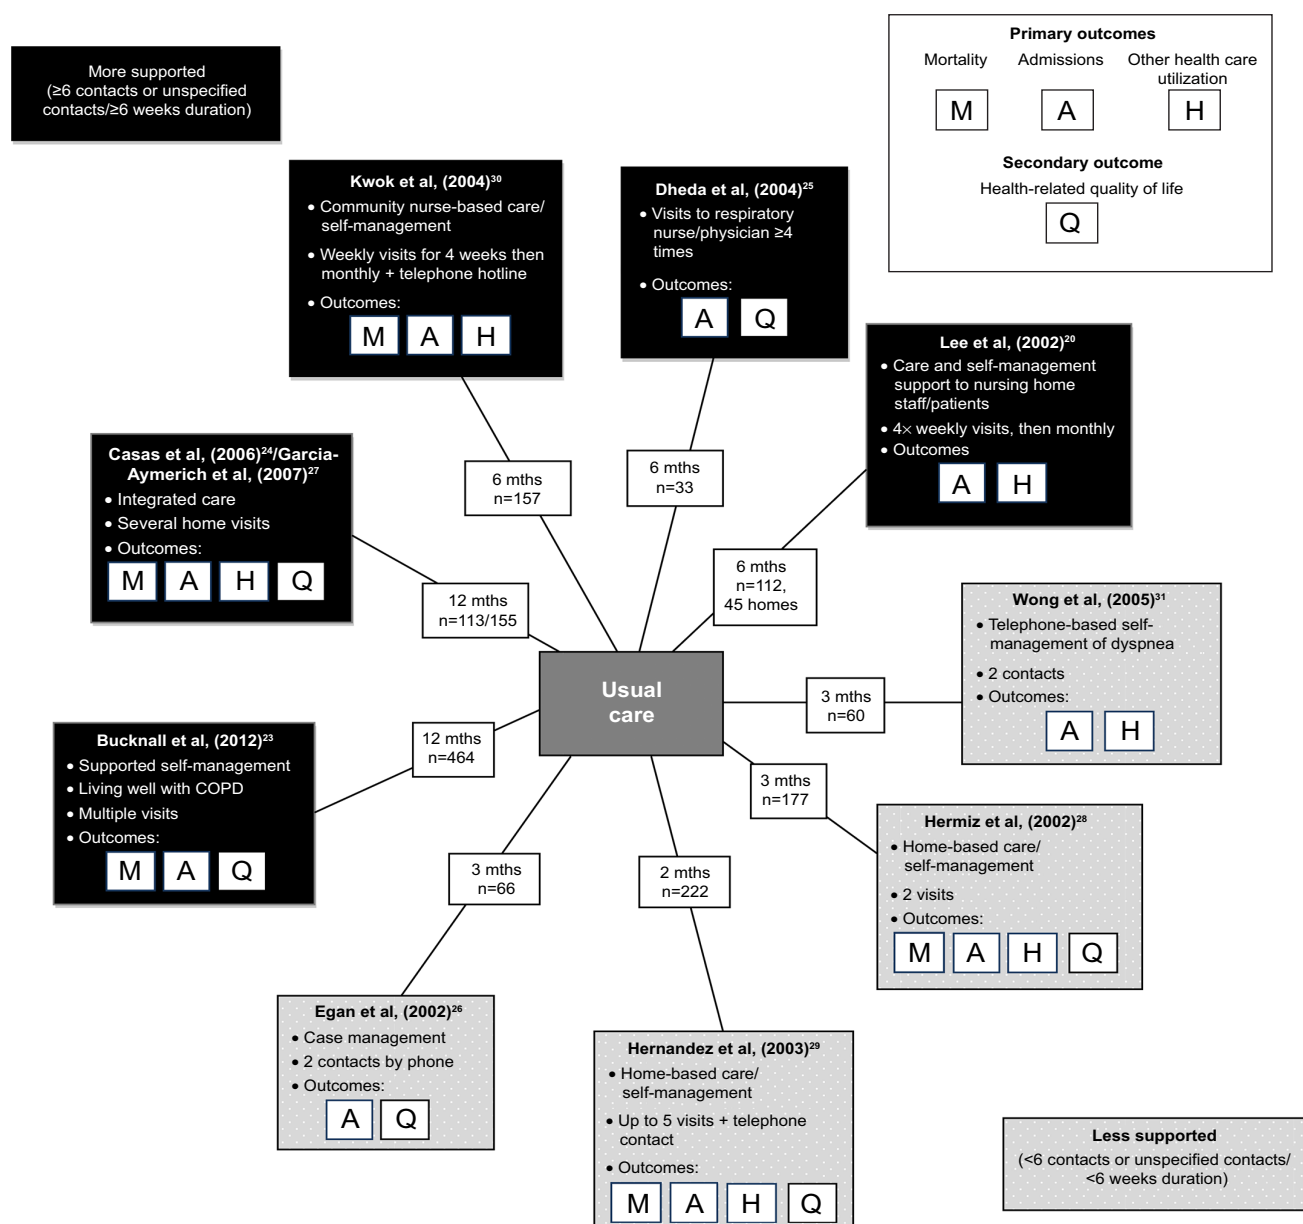 More supported
(≥6 contacts or unspecified
contacts/≥6 weeks duration)
Primary outcomes
Mortality
Admissions
Other health care
utilization
M
A
H
Secondary outcome
Health-related quality of life
Q
Kwok et al, (2004)³⁰
• Community nurse-based care/
self-management
• Weekly visits for 4 weeks then
monthly + telephone hotline
• Outcomes:
M A H
Dheda et al, (2004)²⁵
• Visits to respiratory
nurse/physician ≥4
times
• Outcomes:
A Q
Lee et al, (2002)²⁰
• Care and self-management
support to nursing home
staff/patients
• 4× weekly visits, then monthly
• Outcomes
A H
Casas et al, (2006)²⁴/Garcia-
Aymerich et al, (2007)²⁷
• Integrated care
• Several home visits
• Outcomes:
M A H Q
6 mths
n=157
6 mths
n=33
6 mths
n=112,
45 homes
12 mths
n=113/155
Wong et al, (2005)³¹
• Telephone-based self-
management of dyspnea
• 2 contacts
• Outcomes:
A H
Usual
care
3 mths
n=60
Bucknall et al, (2012)²³
• Supported self-management
• Living well with COPD
• Multiple visits
• Outcomes:
M A Q
12 mths
n=464
3 mths
n=177
Hermiz et al, (2002)²⁸
• Home-based care/
self-management
• 2 visits
• Outcomes:
M A H Q
3 mths
n=66
2 mths
n=222
Egan et al, (2002)²⁶
• Case management
• 2 contacts by phone
• Outcomes:
A Q
Hernandez et al, (2003)²⁹
• Home-based care/
self-management
• Up to 5 visits + telephone
contact
• Outcomes:
M A H Q
Less supported
(<6 contacts or unspecified contacts/
<6 weeks duration)